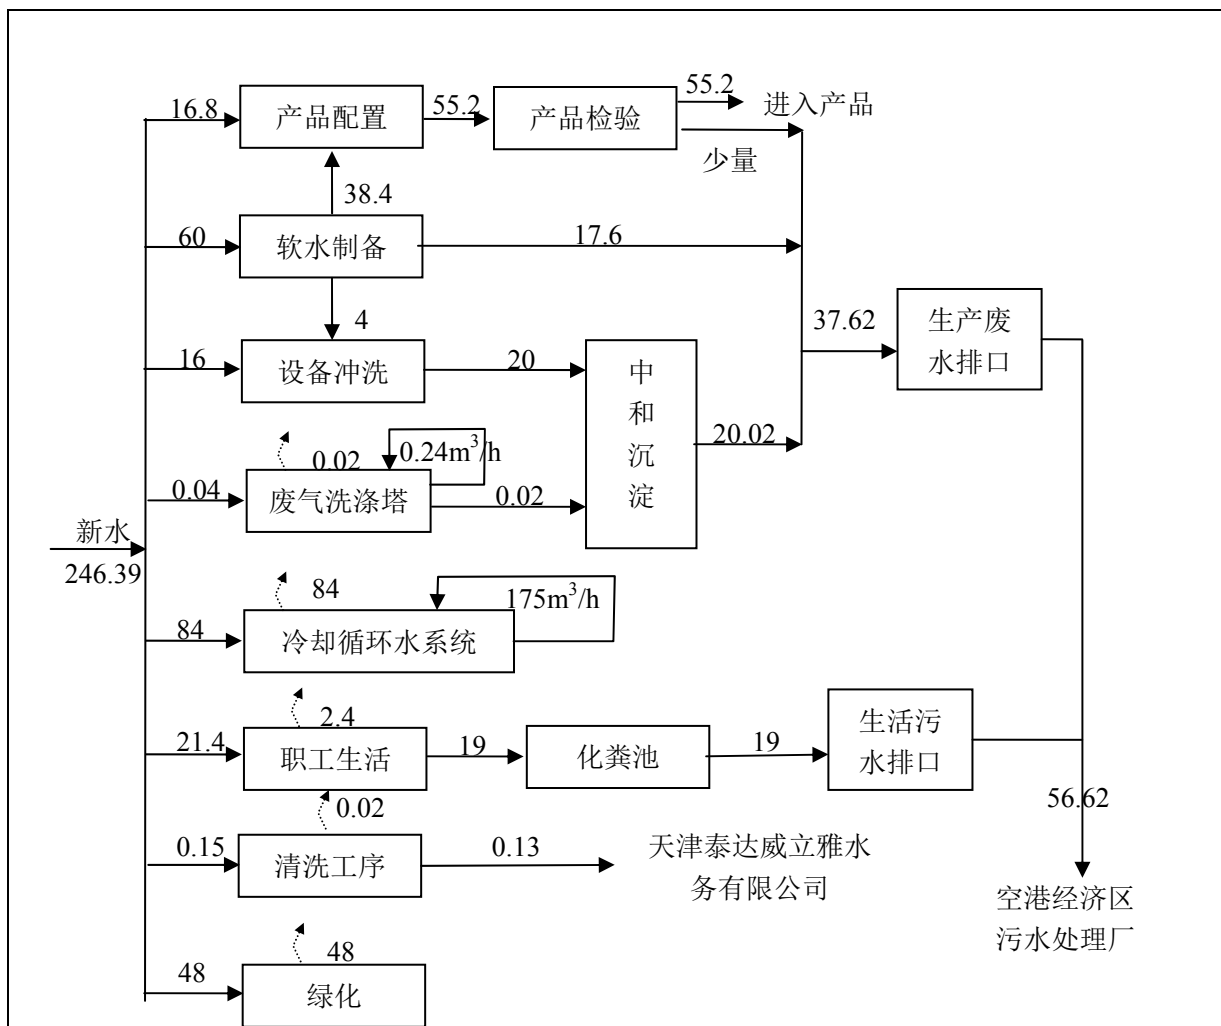 55.2
16.8
产品配置
55.2
产品检验
进入产品
少量
38.4
60
软水制备
17.6
4
16
设备冲洗
20
中
和
沉
淀
37.62
生产废
水排口
20.02
0.02
0.24m³/h
0.04
废气洗涤塔
0.02
新水
246.39
84
175m³/h
84
冷却循环水系统
2.4
21.4
职工生活
19
化粪池
19
生活污
水排口
56.62
0.02
0.15
清洗工序
0.13
天津泰达威立雅水
务有限公司
空港经济区
污水处理厂
48
48
绿化